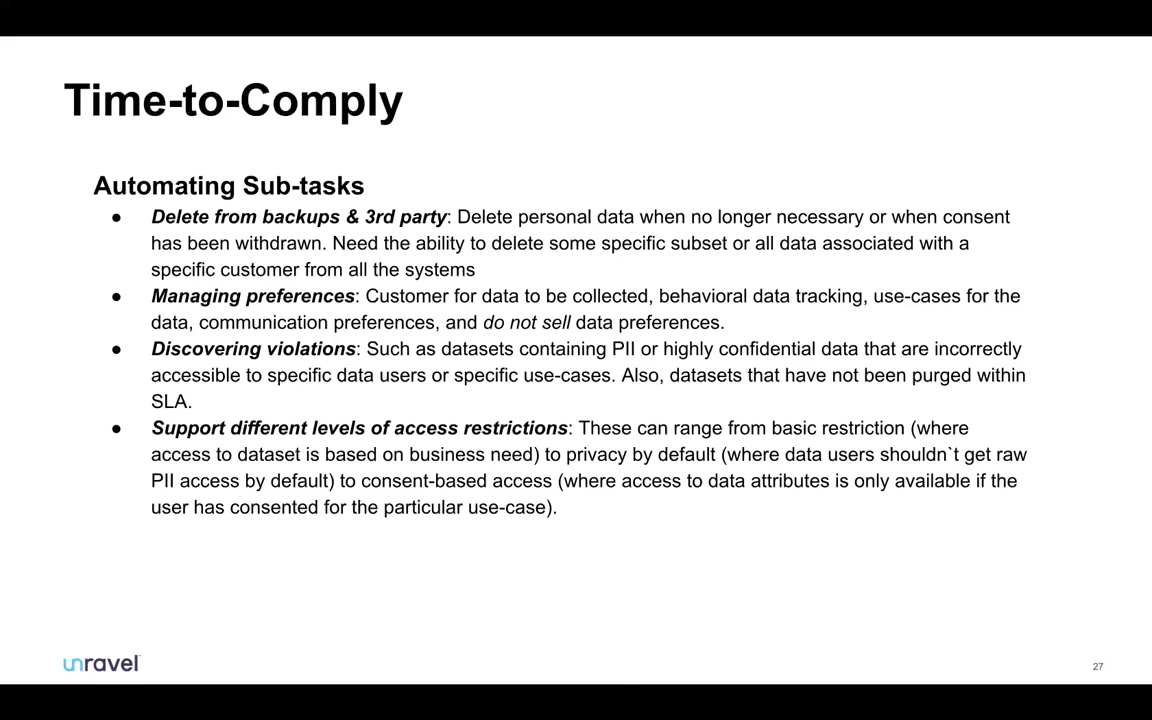 Time-to-Comply
Automating Sub-tasks
● Delete from backups & 3rd party: Delete personal data when no longer necessary or when consent
has been withdrawn. Need the ability to delete some specific subset or all data associated with a
specific customer from all the systems
● Managing preferences: Customer for data to be collected, behavioral data tracking, use-cases for the
data, communication preferences, and do not sell data preferences.
● Discovering violations: Such as datasets containing PII or highly confidential data that are incorrectly
accessible to specific data users or specific use-cases. Also, datasets that have not been purged within
SLA.
● Support different levels of access restrictions: These can range from basic restriction (where
access to dataset is based on business need) to privacy by default (where data users shouldn`t get raw
PII access by default) to consent-based access (where access to data attributes is only available if the
user has consented for the particular use-case).
unravel
27